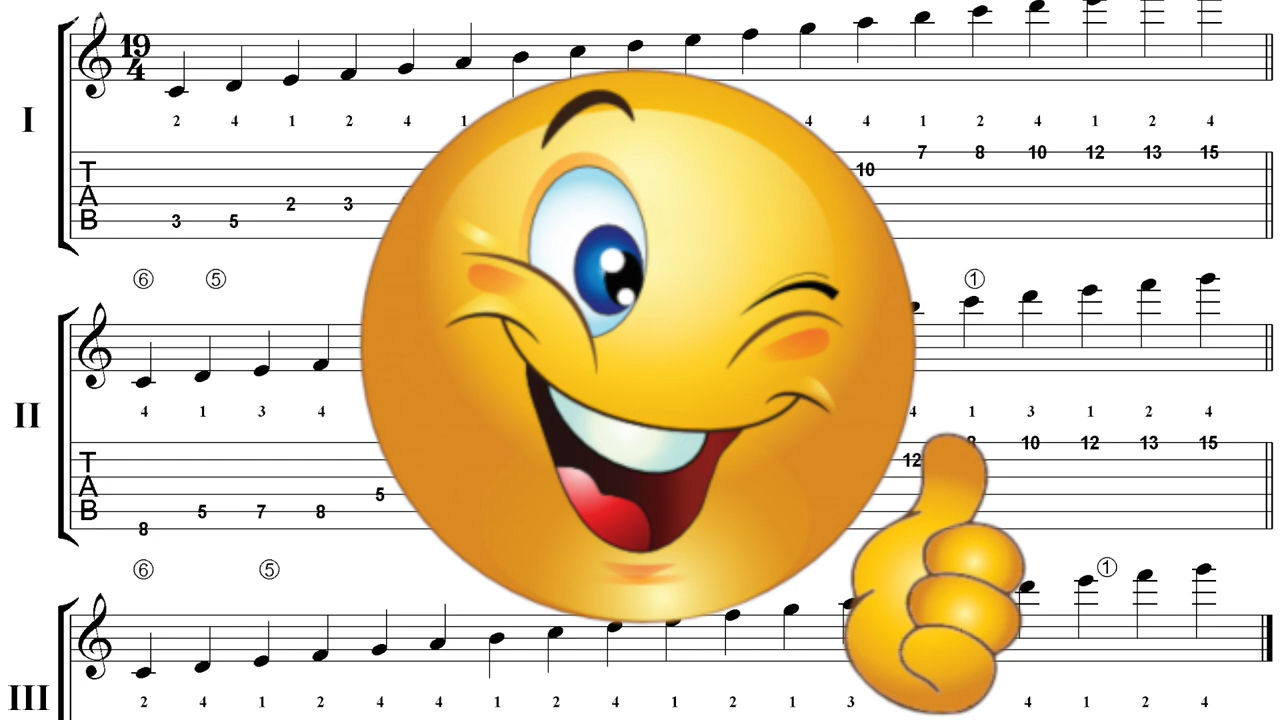 19
4
I
2 4 1 2 4 1 4 4 1 2 4 1 2 4
T
A
B
3 5 2 3 10 7 8 10 12 13 15
⑥ ⑤ ①
II
4 1 3 4 4 1 3 1 2 4
T
A
B
8 5 7 8 5 12 10 12 13 15
⑥ ⑤ ①
III
2 4 1 2 4 4 1 2 4 1 2 1 3 4 1 2 4